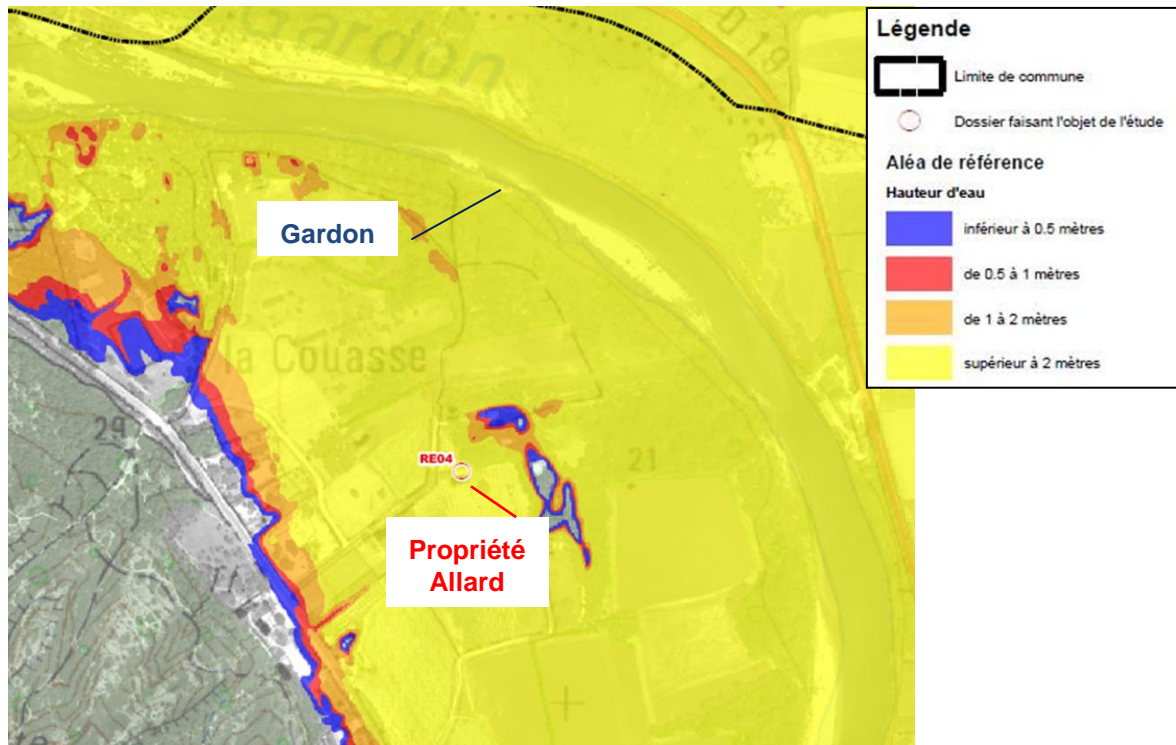 Gardon
D 19
22
Gardon
la Couasse
29
21
RE04
Propriété
Allard
Légende
Limite de commune
Dossier faisant l'objet de l'étude
Aléa de référence
Hauteur d'eau
inférieur à 0.5 mètres
de 0.5 à 1 mètres
de 1 à 2 mètres
supérieur à 2 mètres